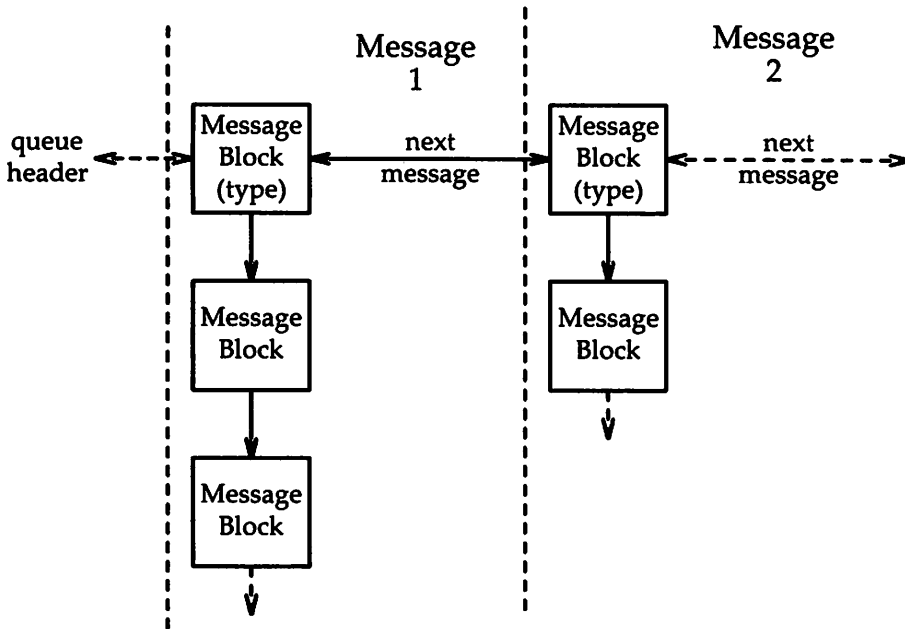 Message
1
Message
2
queue
header
Message
Block
(type)
next
message
Message
Block
(type)
next
message
Message
Block
Message
Block
Message
Block